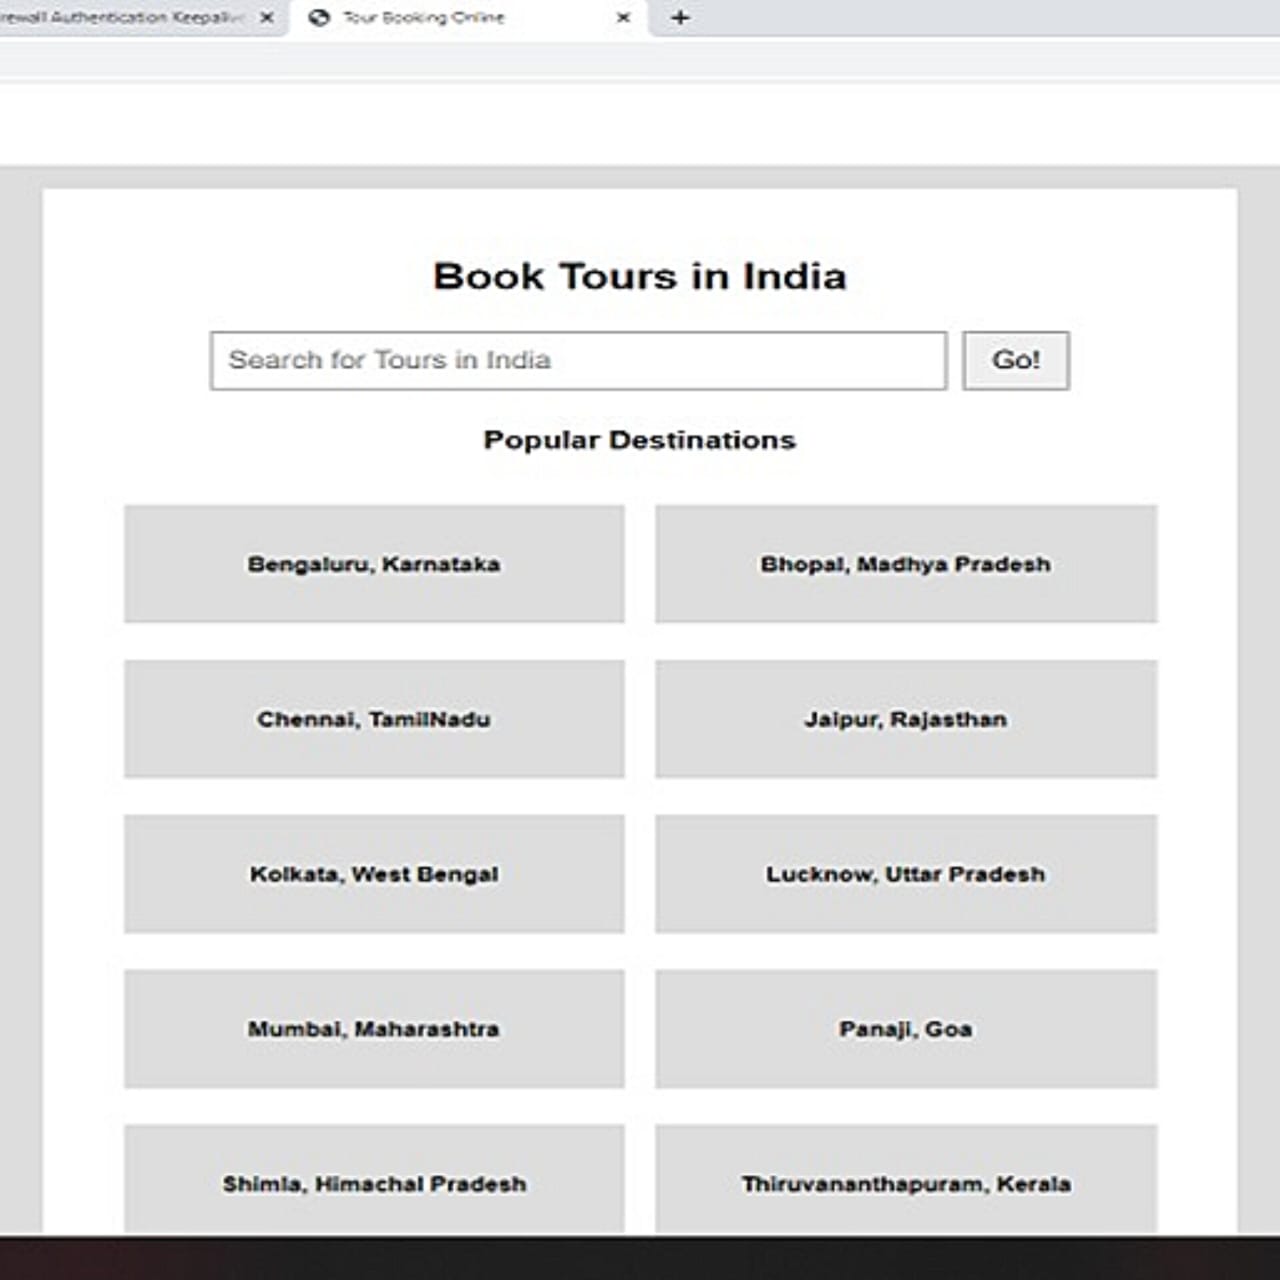 rewall Authentication Keepaliv
Tour Booking Online
Book Tours in India
Search for Tours in India Go!
Popular Destinations
Bengaluru, Karnataka
Bhopal, Madhya Pradesh
Chennai, TamilNadu
Jaipur, Rajasthan
Kolkata, West Bengal
Lucknow, Uttar Pradesh
Mumbai, Maharashtra
Panaji, Goa
Shimla, Himachal Pradesh
Thiruvananthapuram, Kerala